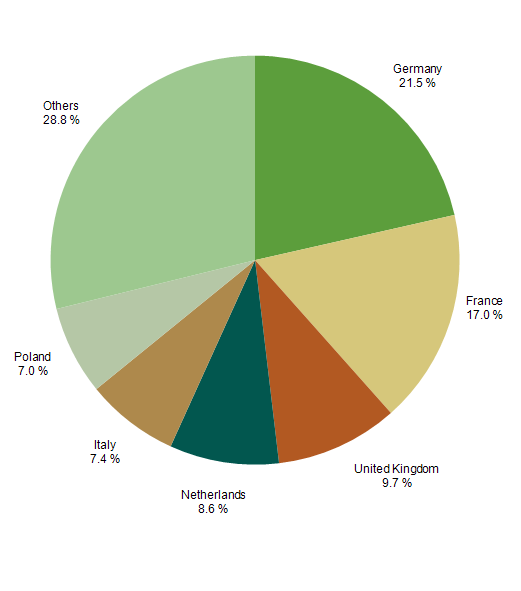 Germany
21.5 %
France
17.0 %
United Kingdom
9.7 %
Netherlands
8.6 %
Italy
7.4 %
Poland
7.0 %
Others
28.8 %